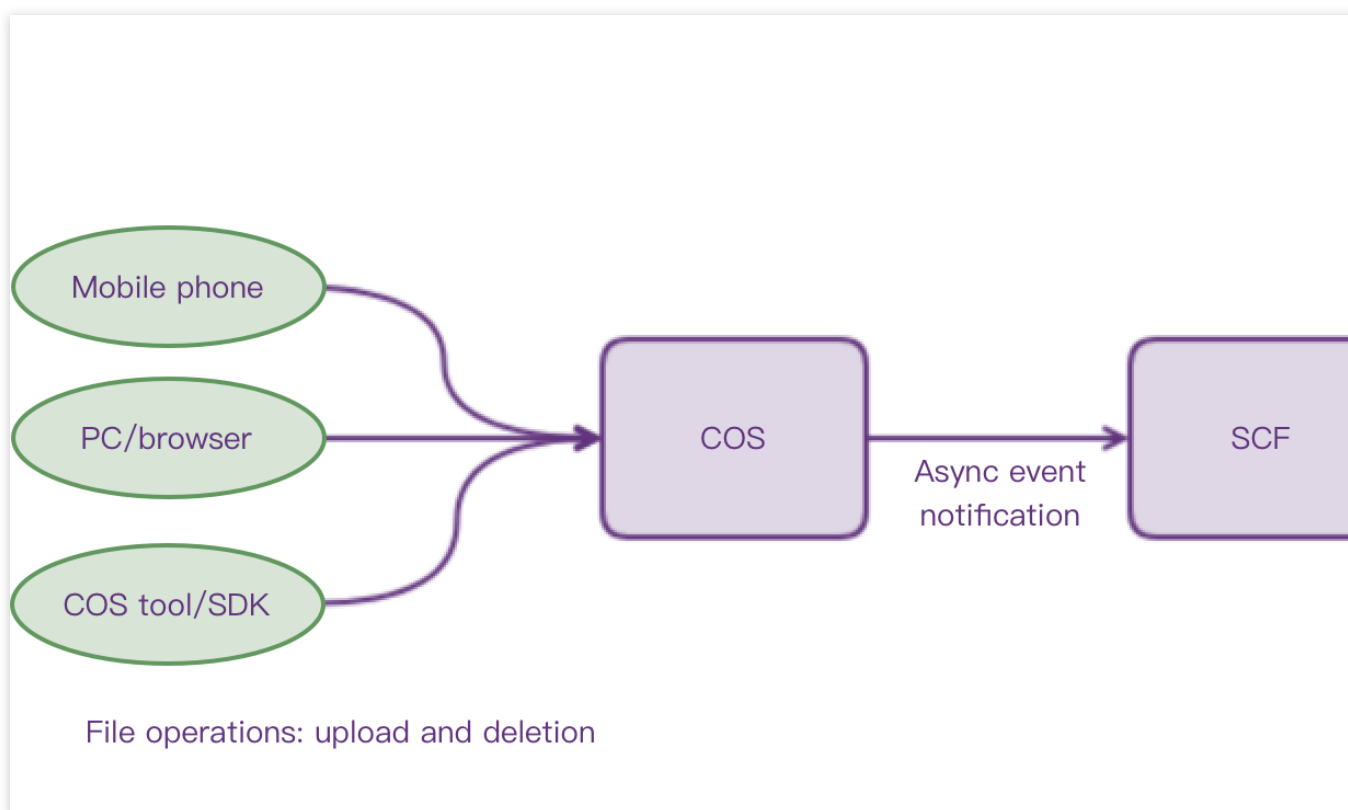 Mobile phone
PC/browser
COS
SCF
Async event
notification
COS tool/SDK
File operations: upload and deletion